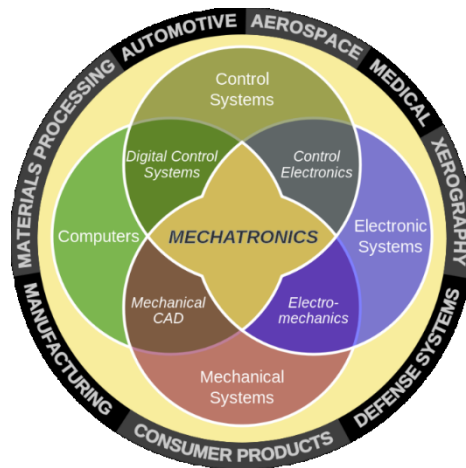 AUTOMOTIVE
AEROSPACE
MEDICAL
XEROGRAPHY
DEFENSE SYSTEMS
CONSUMER PRODUCTS
MANUFACTURING
MATERIALS PROCESSING
Control
Systems
Digital Control
Systems
Control
Electronics
Computers
MECHATRONICS
Electronic
Systems
Mechanical
CAD
Electro-
mechanics
Mechanical
Systems